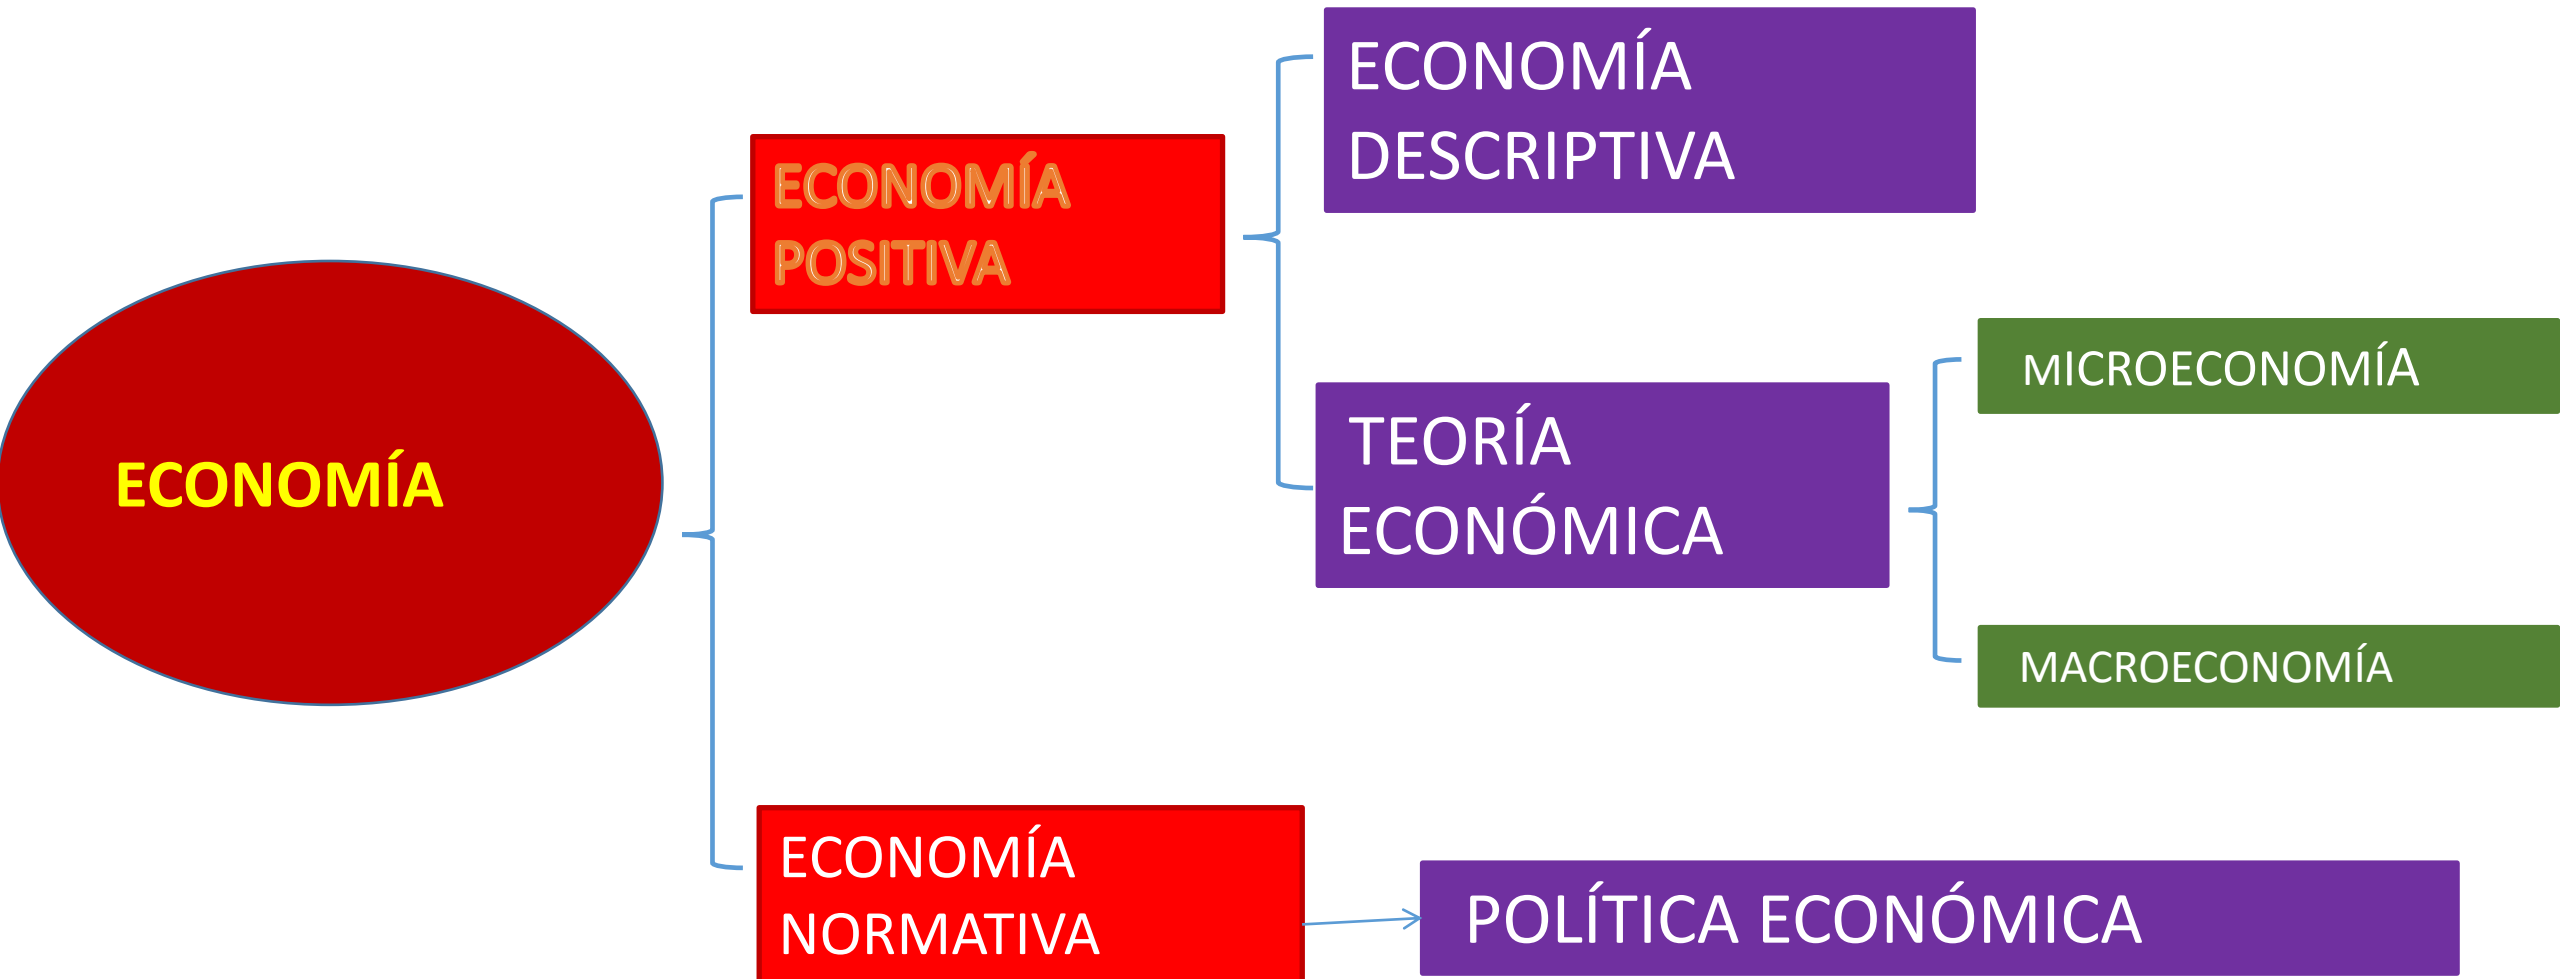 ECONOMÍA
ECONOMÍA
POSITIVA
ECONOMÍA
DESCRIPTIVA
TEORÍA
ECONÓMICA
MICROECONOMÍA
MACROECONOMÍA
ECONOMÍA
NORMATIVA
POLÍTICA ECONÓMICA